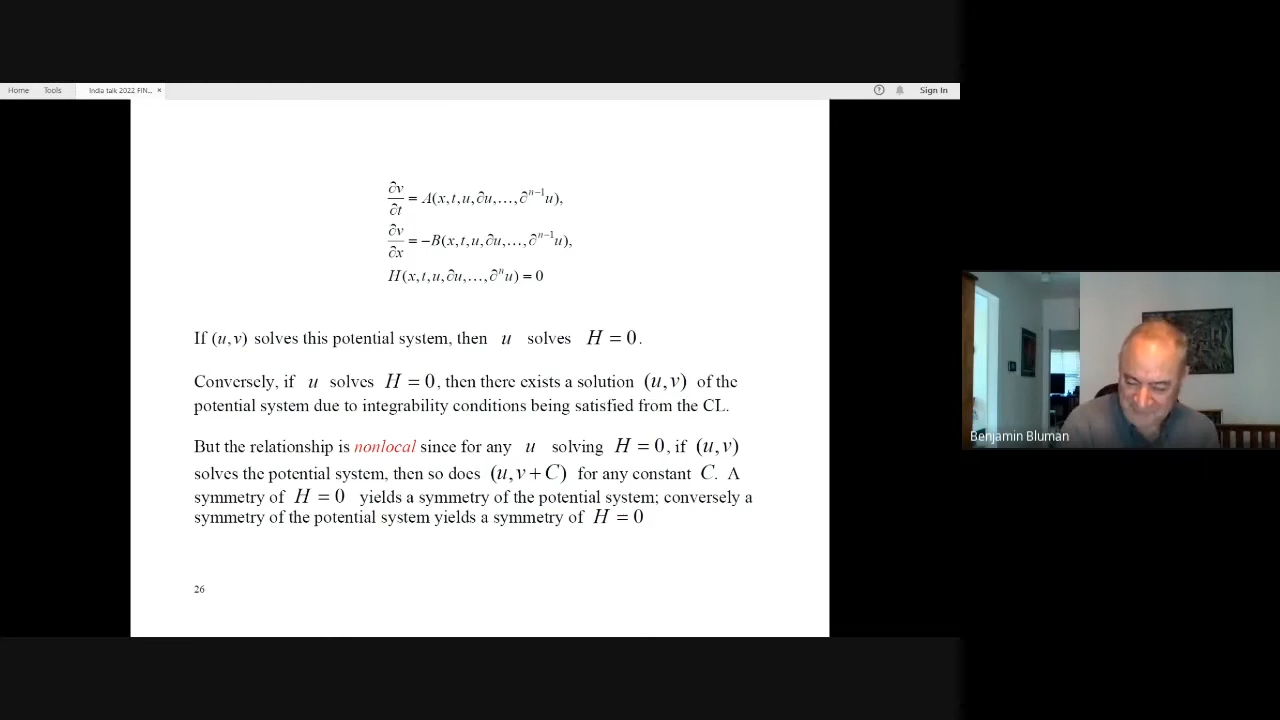 Home Tools India talk 2022 FIN... × Sign In
∂v/∂t = A(x,t,u,∂u,…,∂ⁿ⁻¹u),
∂v/∂x = −B(x,t,u,∂u,…,∂ⁿ⁻¹u),
H(x,t,u,∂u,…,∂ⁿu) = 0
If (u,v) solves this potential system, then u solves H = 0.
Conversely, if u solves H = 0, then there exists a solution (u,v) of the
potential system due to integrability conditions being satisfied from the CL.
But the relationship is nonlocal since for any u solving H = 0, if (u,v)
solves the potential system, then so does (u,v + C) for any constant C. A
symmetry of H = 0 yields a symmetry of the potential system; conversely a
symmetry of the potential system yields a symmetry of H = 0
26
Benjamin Bluman